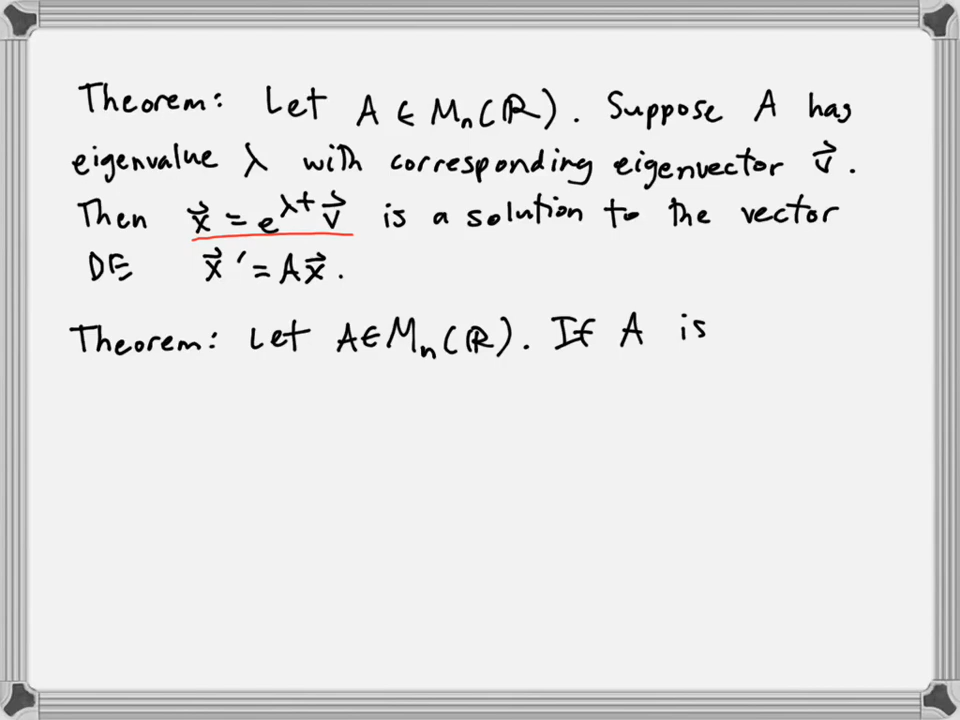 Theorem: Let A ∈ Mₙ(ℝ). Suppose A has
eigenvalue λ with corresponding eigenvector v⃗.
Then x⃗ = e^{λt} v⃗ is a solution to the vector
DE x⃗' = Ax⃗.
Theorem: Let A ∈ Mₙ(ℝ). If A is